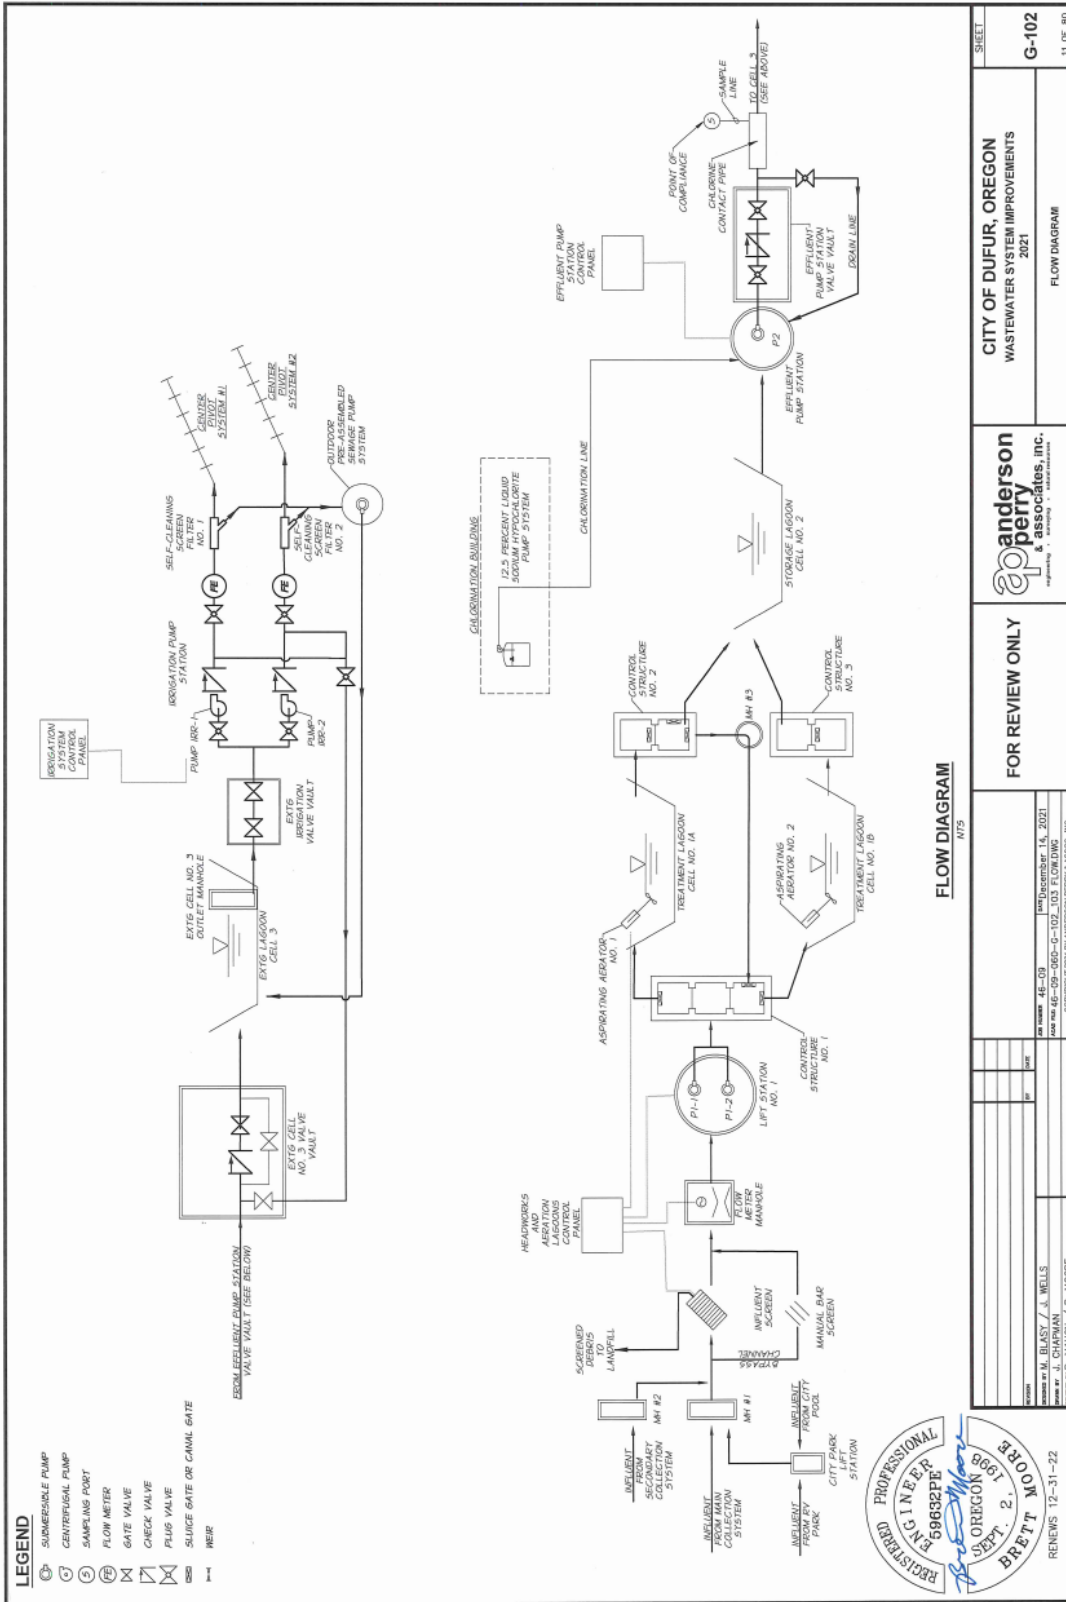 LEGEND
SUBMERSIBLE PUMP
CENTRIFUGAL PUMP
S
SAMPLING PORT
FE
FLOW METER
GATE VALVE
CHECK VALVE
PLUG VALVE
SLUICE GATE OR CANAL GATE
WEIR
FROM EFFLUENT PUMP STATION
VALVE VAULT (SEE BELOW)
EXTG CELL
NO. 3 VALVE
VAULT
EXTG LAGOON
CELL 3
EXTG CELL NO. 3
OUTLET MANHOLE
EXTG
IRRIGATION
VALVE VAULT
IRRIGATION
SYSTEM
CONTROL
PANEL
PUMP IRR-1
PUMP
IRR-2
IRRIGATION PUMP
STATION
FE
FE
SELF-CLEANING
SCREEN
FILTER
NO. 1
SELF-
CLEANING
SCREEN
FILTER
NO. 2
CENTER
PIVOT
SYSTEM #1
CENTER
PIVOT
SYSTEM #2
OUTDOOR
PRE-ASSEMBLED
SEWAGE PUMP
SYSTEM
INFLUENT
FROM
SECONDARY
COLLECTION
SYSTEM
MH #2
INFLUENT
FROM MAIN
COLLECTION
SYSTEM
MH #1
INFLUENT
FROM RV
PARK
INFLUENT
FROM CITY
POOL
CITY PARK
LIFT
STATION
SCREENED
DEBRIS
TO
LANDFILL
BYPASS
CHANNEL
INFLUENT
SCREEN
MANUAL BAR
SCREEN
HEADWORKS
AND
AERATION
LAGOONS
CONTROL
PANEL
FLOW
METER
MANHOLE
P1-1
P1-2
LIFT STATION
NO. 1
CONTROL
STRUCTURE
NO. 1
ASPIRATING AERATOR
NO. 1
TREATMENT LAGOON
CELL NO. 1A
ASPIRATING
AERATOR NO. 2
TREATMENT LAGOON
CELL NO. 1B
CONTROL
STRUCTURE
NO. 2
MH #3
CONTROL
STRUCTURE
NO. 3
STORAGE LAGOON
CELL NO. 2
CHLORINATION BUILDING
12.5 PERCENT LIQUID
SODIUM HYPOCHLORITE
PUMP SYSTEM
CHLORINATION LINE
EFFLUENT PUMP
STATION
CONTROL
PANEL
P2
EFFLUENT
PUMP STATION
EFFLUENT
PUMP STATION
VALVE VAULT
DRAIN LINE
CHLORINE
CONTACT PIPE
POINT OF
COMPLIANCE
S
SAMPLE
LINE
TO CELL 3
(SEE ABOVE)
FLOW DIAGRAM
NTS
REGISTERED PROFESSIONAL
ENGINEER
59632PE
OREGON
SEPT. 2, 1998
BRETT MOORE
RENEWS 12-31-22
REVISION
BY
DATE
DESIGNED BY M. BLASY / J. WELLS
DRAWN BY J. CHAPMAN
JOB NUMBER 46-09
DATE December 14, 2021
ACAD FILE 46-09-060-G-102_103 FLOW.DWG
FOR REVIEW ONLY
ap
anderson
perry
& associates, inc.
CITY OF DUFUR, OREGON
WASTEWATER SYSTEM IMPROVEMENTS
2021
FLOW DIAGRAM
SHEET
G-102